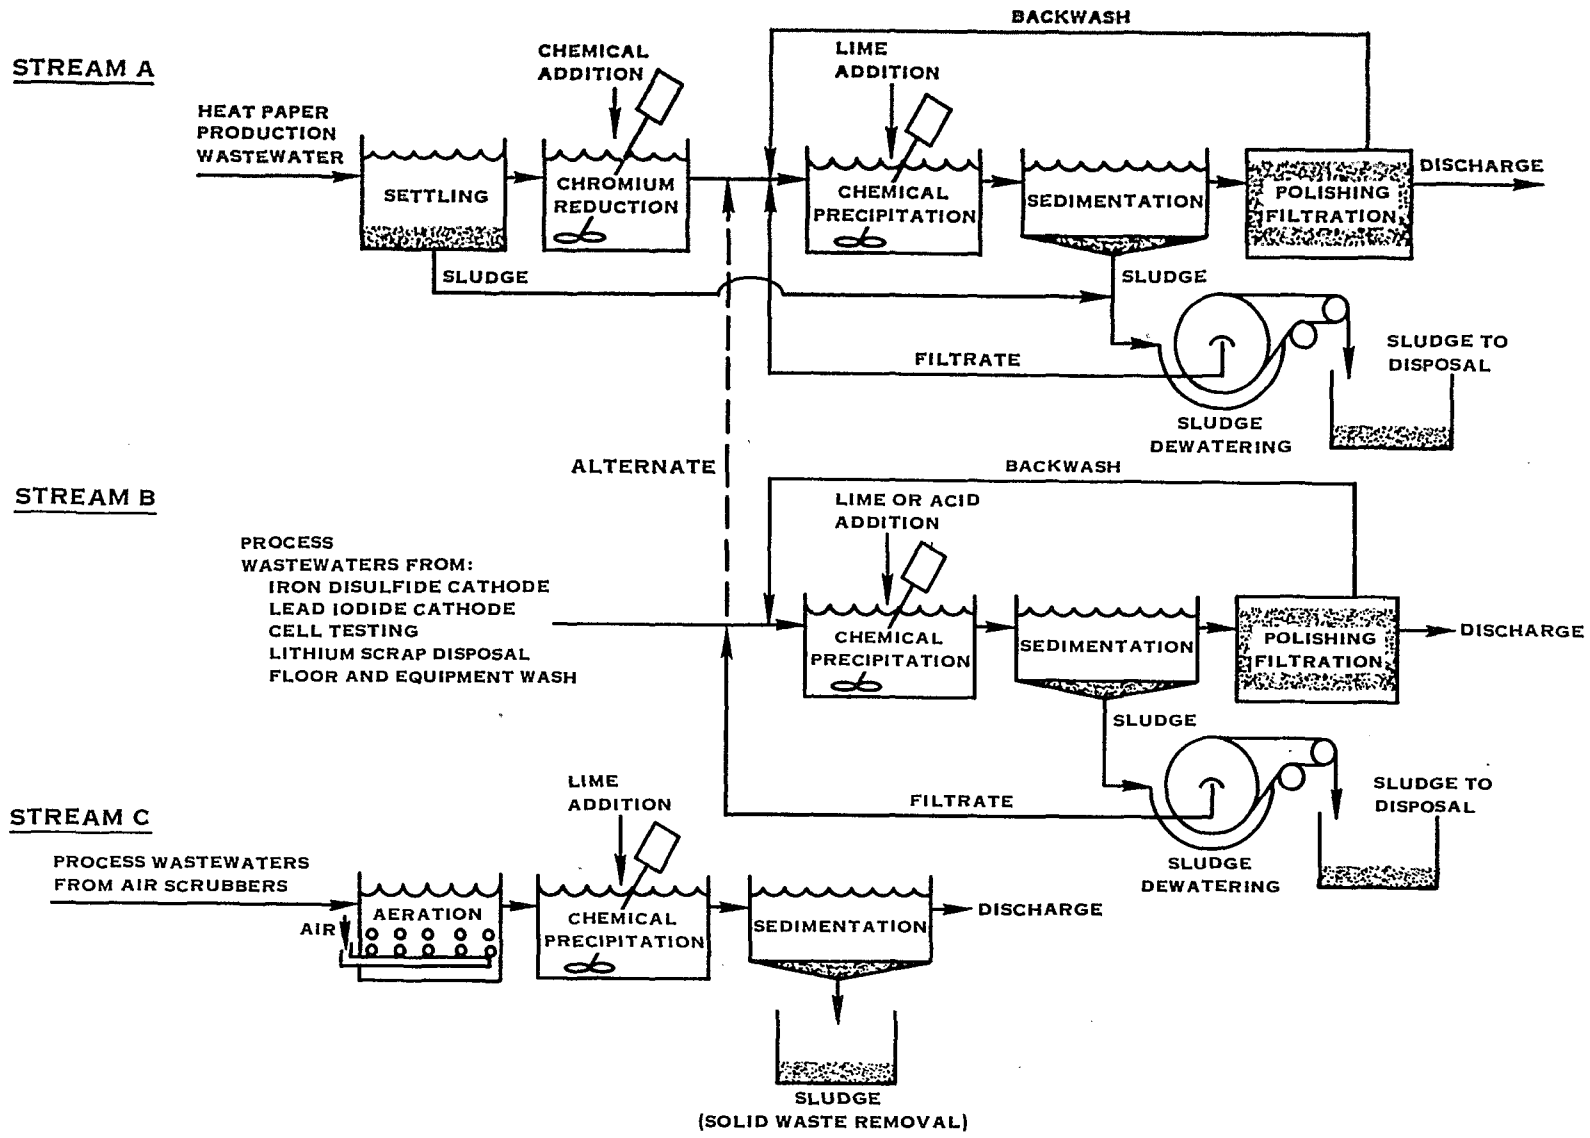 BACKWASH
STREAM A
CHEMICAL
ADDITION
LIME
ADDITION
HEAT PAPER
PRODUCTION
WASTEWATER
SETTLING
CHROMIUM
REDUCTION
CHEMICAL
PRECIPITATION
SEDIMENTATION
POLISHING
FILTRATION
DISCHARGE
SLUDGE
SLUDGE
FILTRATE
SLUDGE TO
DISPOSAL
SLUDGE
DEWATERING
ALTERNATE
BACKWASH
STREAM B
LIME OR ACID
ADDITION
PROCESS
WASTEWATERS FROM:
IRON DISULFIDE CATHODE
LEAD IODIDE CATHODE
CELL TESTING
LITHIUM SCRAP DISPOSAL
FLOOR AND EQUIPMENT WASH
CHEMICAL
PRECIPITATION
SEDIMENTATION
POLISHING
FILTRATION
DISCHARGE
SLUDGE
FILTRATE
SLUDGE TO
DISPOSAL
SLUDGE
DEWATERING
STREAM C
LIME
ADDITION
PROCESS WASTEWATERS
FROM AIR SCRUBBERS
AIR
AERATION
CHEMICAL
PRECIPITATION
SEDIMENTATION
DISCHARGE
SLUDGE
(SOLID WASTE REMOVAL)